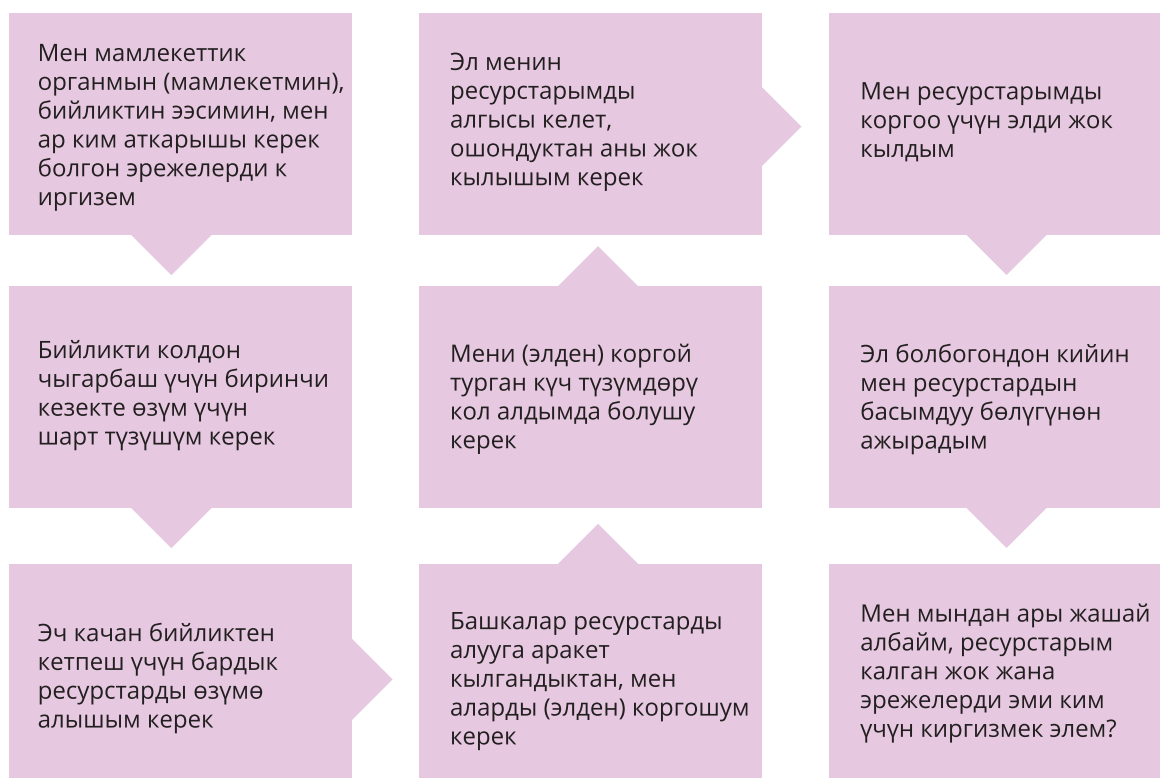 Мен мамлекеттик
органмын (мамлекетмин),
бийликтин ээсимин, мен
ар ким аткарышы керек
болгон эрежелерди к
иргизем
Бийликти колдон
чыгарбаш үчүн биринчи
кезекте өзүм үчүн
шарт түзүшүм керек
Эч качан бийликтен
кетпеш үчүн бардык
ресурстарды өзүмө
алышым керек
Башкалар ресурстарды
алууга аракет
кылгандыктан, мен
аларды (элден) коргошум
керек
Мени (элден) коргой
турган күч түзүмдөрү
кол алдымда болушу
керек
Эл менин
ресурстарымды
алгысы келет,
ошондуктан аны жок
кылышым керек
Мен ресурстарымды
коргоо үчүн элди жок
кылдым
Эл болбогондон кийин
мен ресурстардын
басымдуу бөлүгүнөн
ажырадым
Мен мындан ары жашай
албайм, ресурстарым
калган жок жана
эрежелерди эми ким
үчүн киргизмек элем?